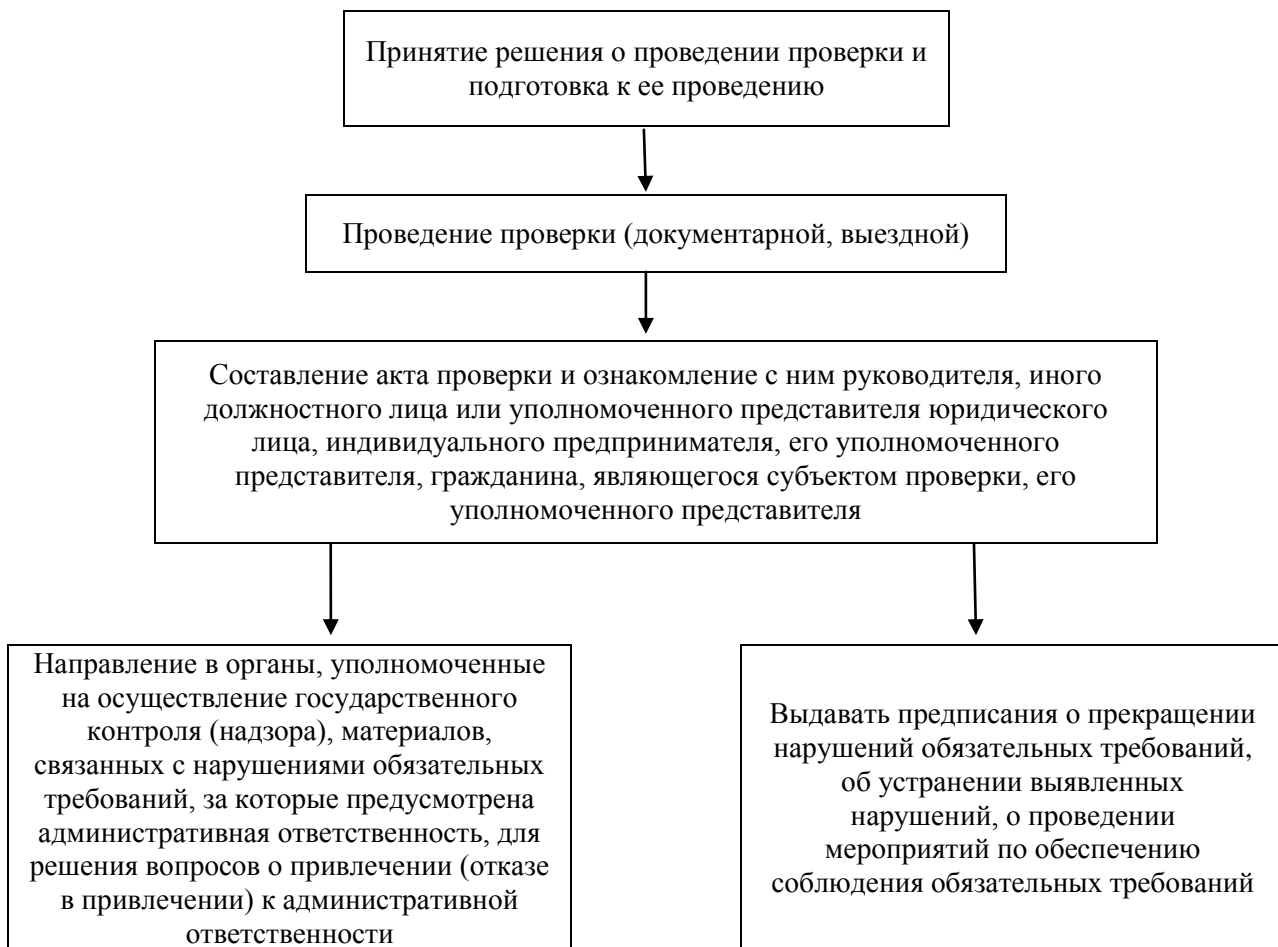 Принятие решения о проведении проверки и
подготовка к ее проведению
Проведение проверки (документарной, выездной)
Составление акта проверки и ознакомление с ним руководителя, иного
должностного лица или уполномоченного представителя юридического
лица, индивидуального предпринимателя, его уполномоченного
представителя, гражданина, являющегося субъектом проверки, его
уполномоченного представителя
Направление в органы, уполномоченные
на осуществление государственного
контроля (надзора), материалов,
связанных с нарушениями обязательных
требований, за которые предусмотрена
административная ответственность, для
решения вопросов о привлечении (отказе
в привлечении) к административной
ответственности
Выдавать предписания о прекращении
нарушений обязательных требований,
об устранении выявленных
нарушений, о проведении
мероприятий по обеспечению
соблюдения обязательных требований